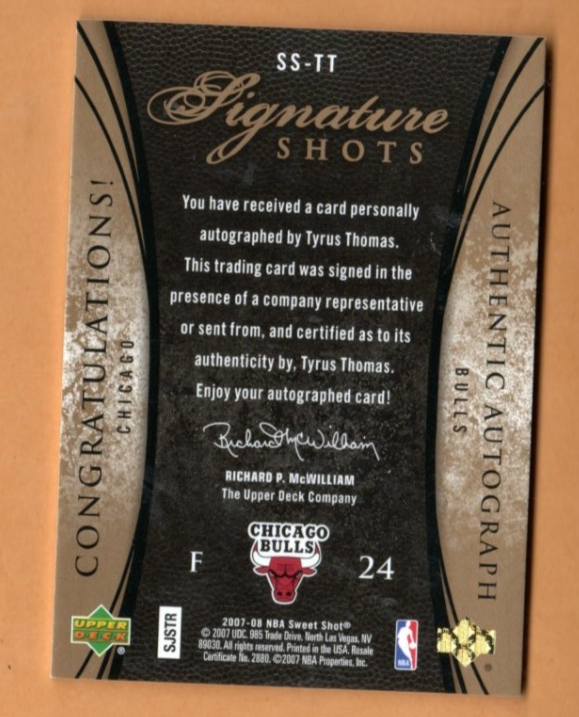 SS-TT
Signature
SHOTS
CONGRATULATIONS!
CHICAGO
You have received a card personally
autographed by Tyrus Thomas.
This trading card was signed in the
presence of a company representative
or sent from, and certified as to its
authenticity by, Tyrus Thomas.
Enjoy your autographed card!
AUTHENTIC AUTOGRAPH
BULLS
Richard McWilliam
RICHARD P. McWILLIAM
The Upper Deck Company
F
CHICAGO
BULLS
24
UPPER
DECK
®
SJSTR
2007-08 NBA Sweet Shot®
© 2007 UDC. 985 Trade Drive, North Las Vegas, NV
89030. All rights reserved. Printed in the USA. Resale
Certificate No. 2880. ©2007 NBA Properties, Inc.
NBA
®